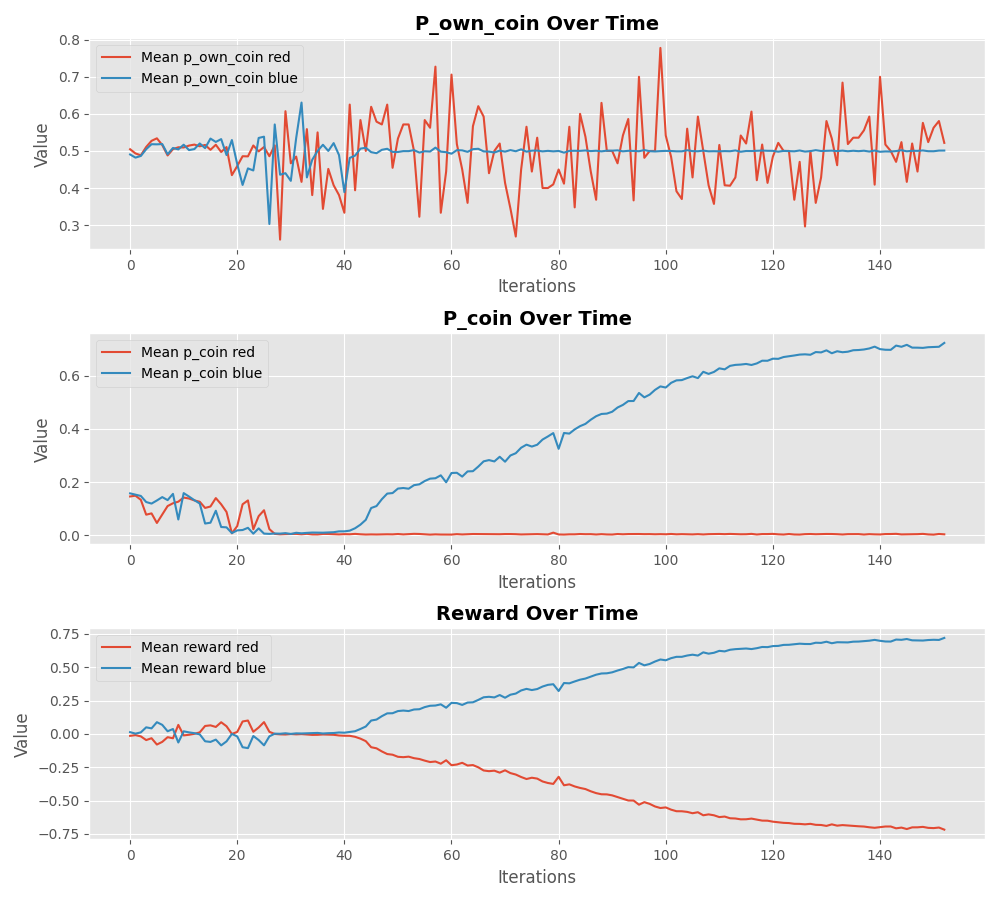 P_own_coin Over Time
Mean p_own_coin red
Mean p_own_coin blue
Value
0.8
0.7
0.6
0.5
0.4
0.3
0 20 40 60 80 100 120 140
Iterations
P_coin Over Time
Mean p_coin red
Mean p_coin blue
Value
0.6
0.4
0.2
0.0
0 20 40 60 80 100 120 140
Iterations
Reward Over Time
Mean reward red
Mean reward blue
Value
0.75
0.50
0.25
0.00
−0.25
−0.50
−0.75
0 20 40 60 80 100 120 140
Iterations